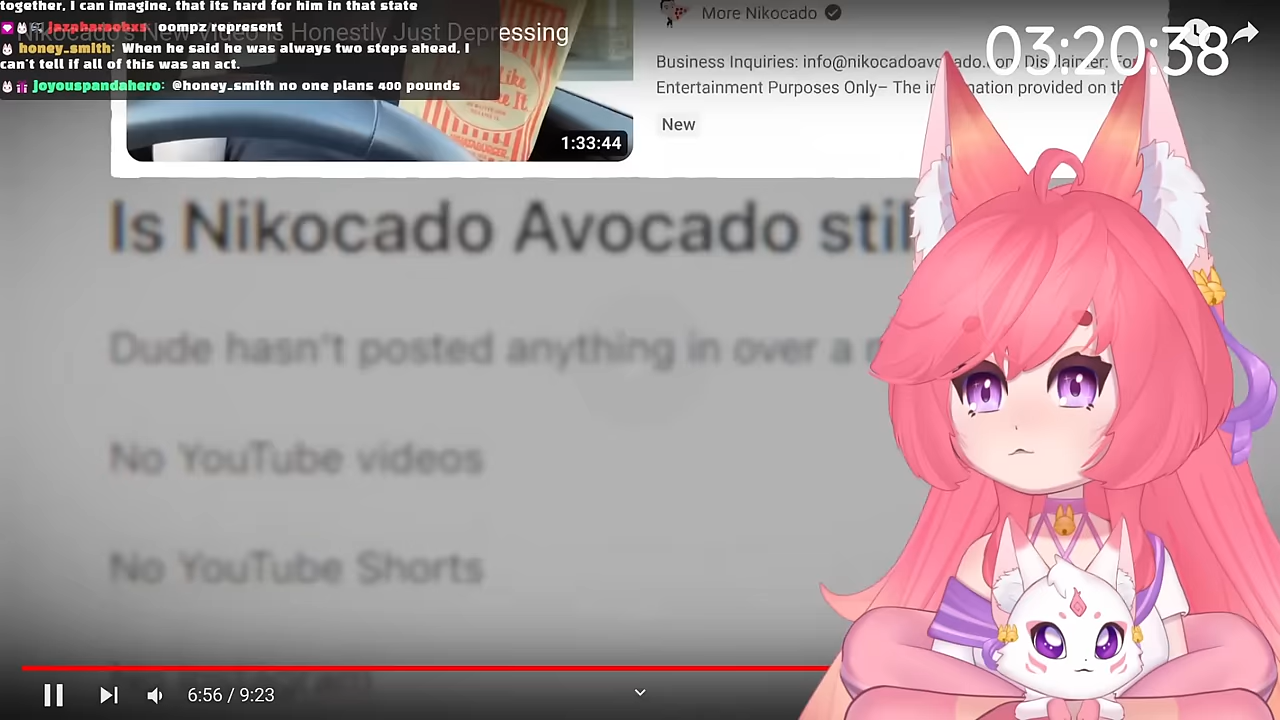 together, I can imagine, that its hard for him in that state
jazaharoobxs: oompz represent
honey_smith: When he said he was always two steps ahead, I
can't tell if all of this was an act.
joyouspandahero: @honey_smith no one plans 400 pounds
Nikocado's New Video Is Honestly Just Depressing
More Nikocado
03:20:38
Business Inquiries: info@nikocadoavocado.com Disclaimer: For
Entertainment Purposes Only– The information provided on th
New
1:33:44
Is Nikocado Avocado stil
Dude hasn't posted anything in over a
No YouTube videos
No YouTube Shorts
6:56 / 9:23